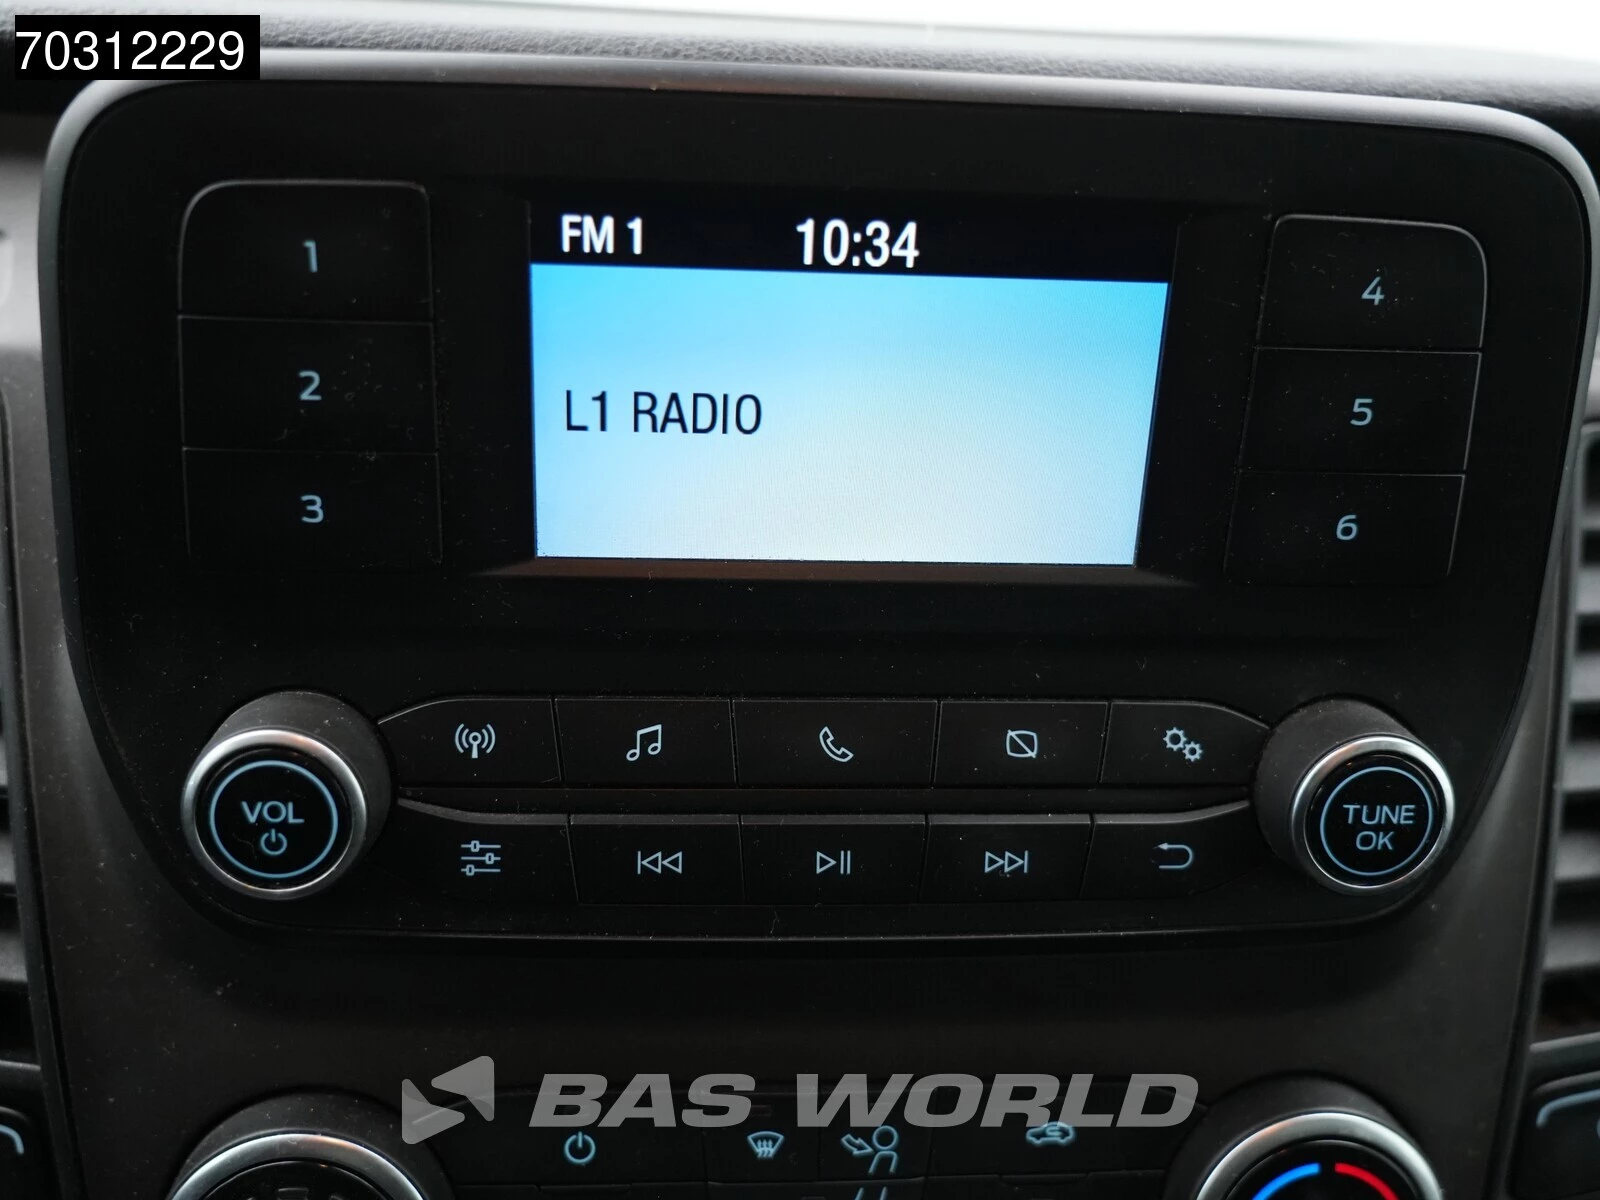 70312229
FM 1 10:34
L1 RADIO
1
2
3
4
5
6
VOL
TUNE
OK
BAS WORLD